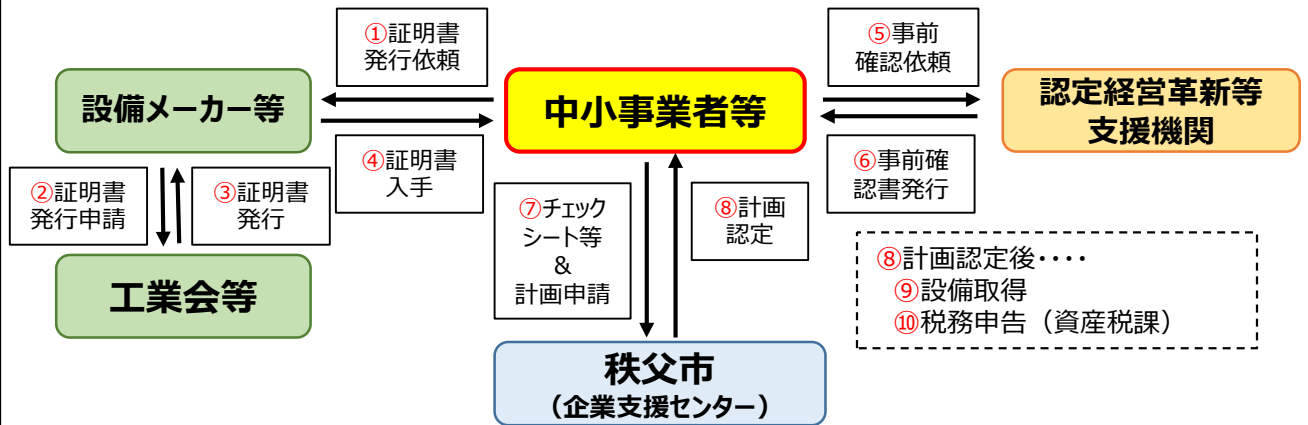 ①証明書
発行依頼
⑤事前
確認依頼
設備メーカー等
中小事業者等
認定経営革新等
支援機関
②証明書
発行申請
③証明書
発行
④証明書
入手
⑥事前確
認書発行
⑦チェック
シート等
&
計画申請
⑧計画
認定
工業会等
⑧計画認定後・・・・
⑨設備取得
⑩税務申告（資産税課）
秩父市
（企業支援センター）